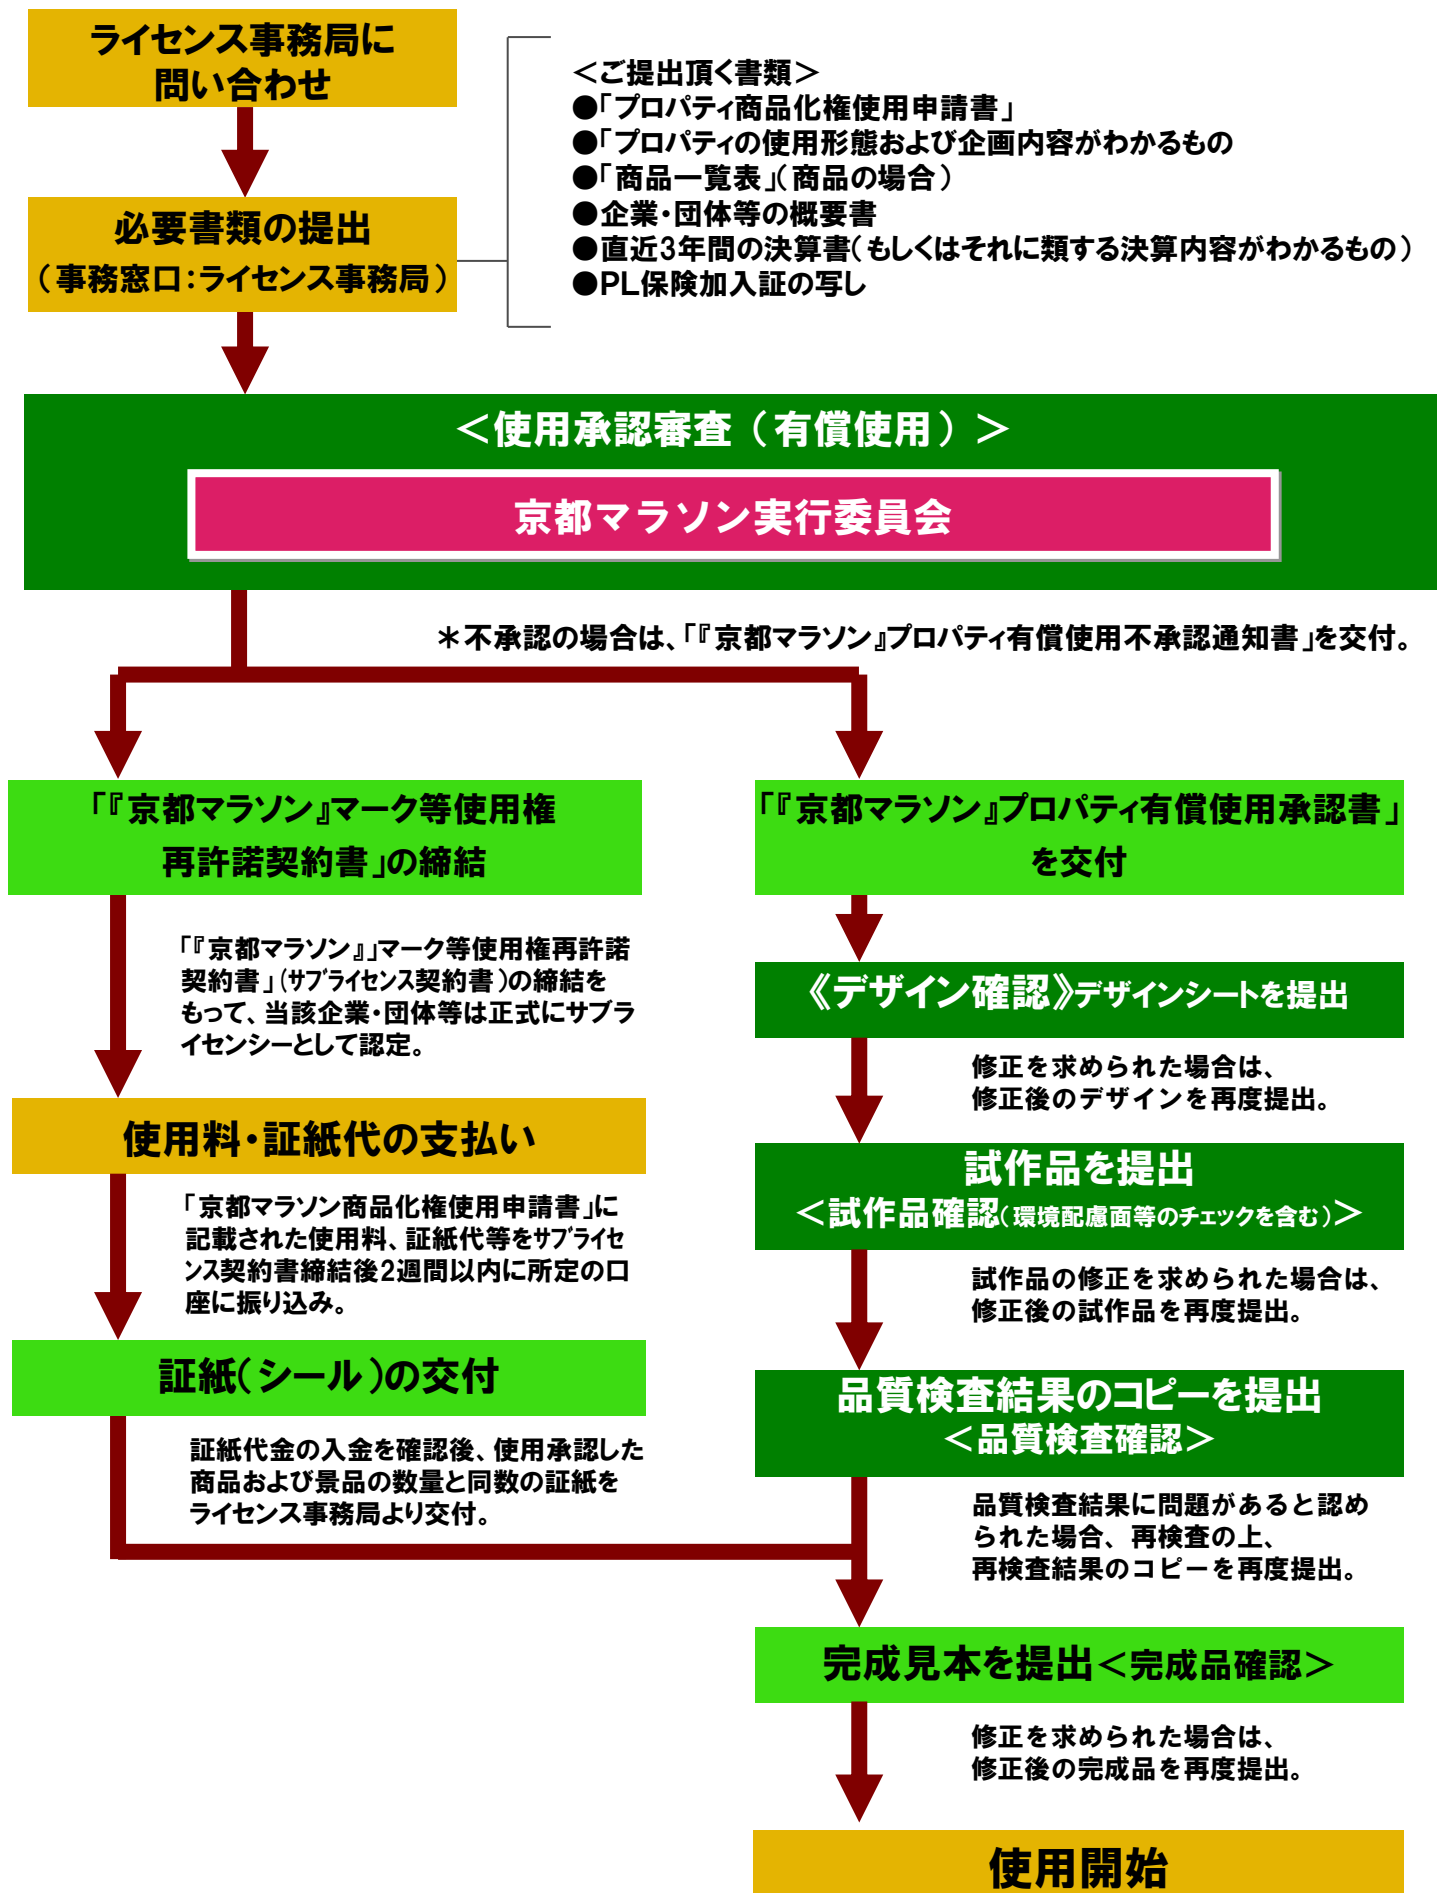 ライセンス事務局に
問い合わせ
必要書類の提出
（事務窓口：ライセンス事務局）
＜ご提出頂く書類＞
●「プロパティ商品化権使用申請書」
●「プロパティの使用形態および企画内容がわかるもの
●「商品一覧表」（商品の場合）
●企業・団体等の概要書
●直近3年間の決算書（もしくはそれに類する決算内容がわかるもの）
●PL保険加入証の写し
＜使用承認審査（有償使用）＞
京都マラソン実行委員会
＊不承認の場合は、「『京都マラソン』プロパティ有償使用不承認通知書」を交付。
「『京都マラソン』マーク等使用権
再許諾契約書」の締結
「『京都マラソン』」マーク等使用権再許諾
契約書」（ｻﾌﾞﾗｲｾﾝｽ契約書）の締結を
もって、当該企業・団体等は正式にサブラ
イセンシーとして認定。
使用料・証紙代の支払い
「京都マラソン商品化権使用申請書」に
記載された使用料、証紙代等をｻﾌﾞﾗｲｾ
ﾝｽ契約書締結後2週間以内に所定の口
座に振り込み。
証紙（シール）の交付
証紙代金の入金を確認後、使用承認した
商品および景品の数量と同数の証紙を
ライセンス事務局より交付。
「『京都マラソン』プロパティ有償使用承認書」
を交付
《デザイン確認》デザインシートを提出
修正を求められた場合は、
修正後のデザインを再度提出。
試作品を提出
＜試作品確認（環境配慮面等のチェックを含む）＞
試作品の修正を求められた場合は、
修正後の試作品を再度提出。
品質検査結果のコピーを提出
＜品質検査確認＞
品質検査結果に問題があると認め
られた場合、再検査の上、
再検査結果のコピーを再度提出。
完成見本を提出＜完成品確認＞
修正を求められた場合は、
修正後の完成品を再度提出。
使用開始